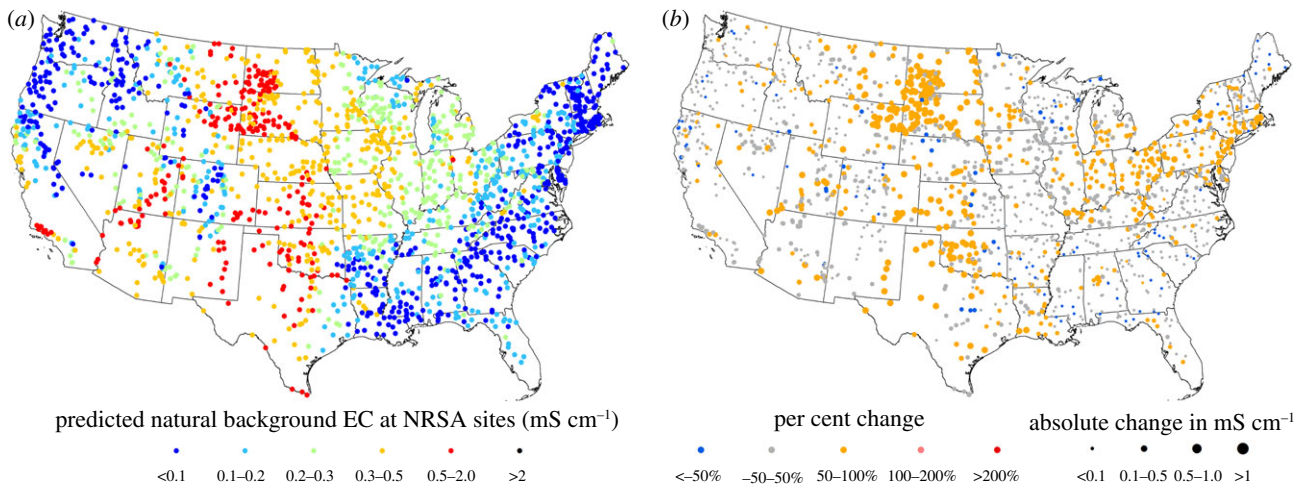 (a)
(b)
predicted natural background EC at NRSA sites (mS cm–1)
<0.1 0.1–0.2 0.2–0.3 0.3–0.5 0.5–2.0 >2
per cent change
<–50% –50–50% 50–100% 100–200% >200%
absolute change in mS cm–1
<0.1 0.1–0.5 0.5–1.0 >1